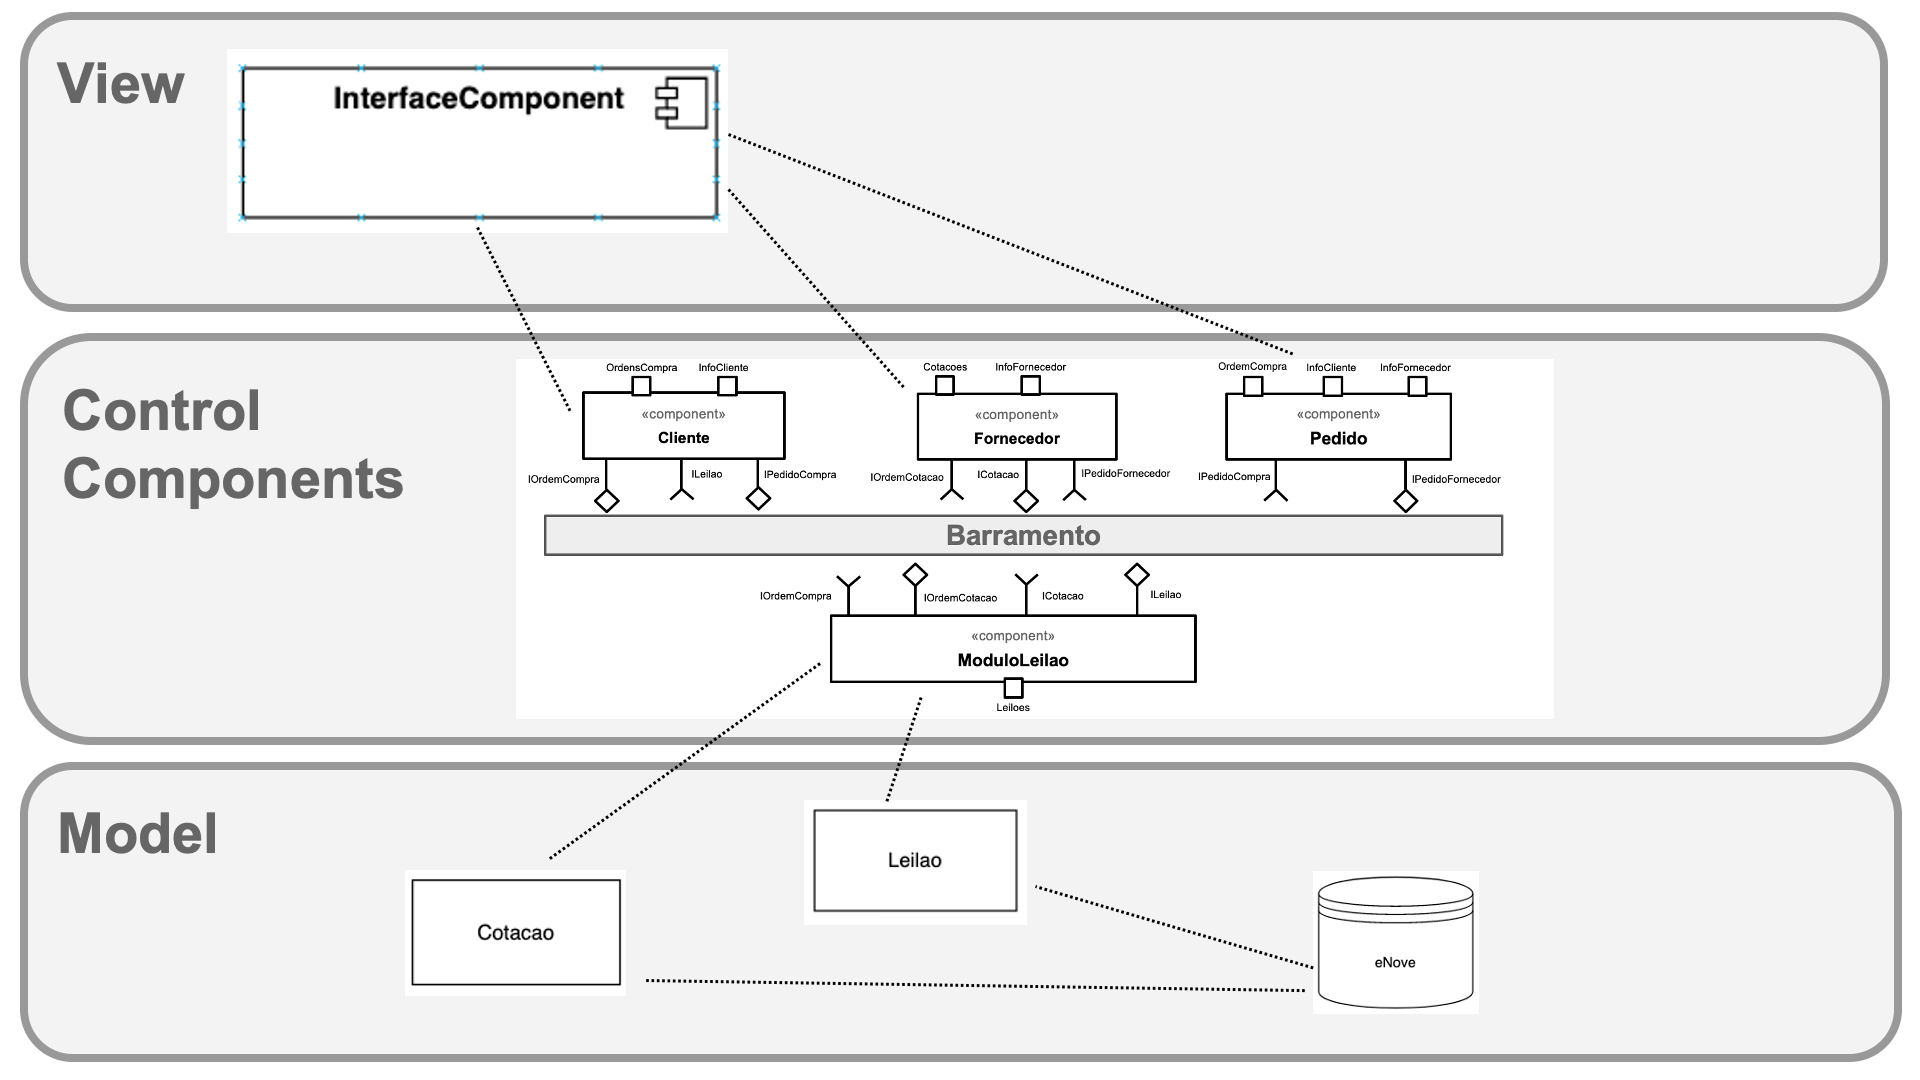 View
InterfaceComponent
Control
Components
OrdensCompra
InfoCliente
Cotacoes
InfoFornecedor
OrdemCompra
InfoCliente
InfoFornecedor
«component»
Cliente
«component»
Fornecedor
«component»
Pedido
IOrdemCompra
ILeilao
IPedidoCompra
IOrdemCotacao
ICotacao
IPedidoFornecedor
IPedidoCompra
IPedidoFornecedor
Barramento
IOrdemCompra
IOrdemCotacao
ICotacao
ILeilao
«component»
ModuloLeilao
Leiloes
Model
Leilao
Cotacao
eNove